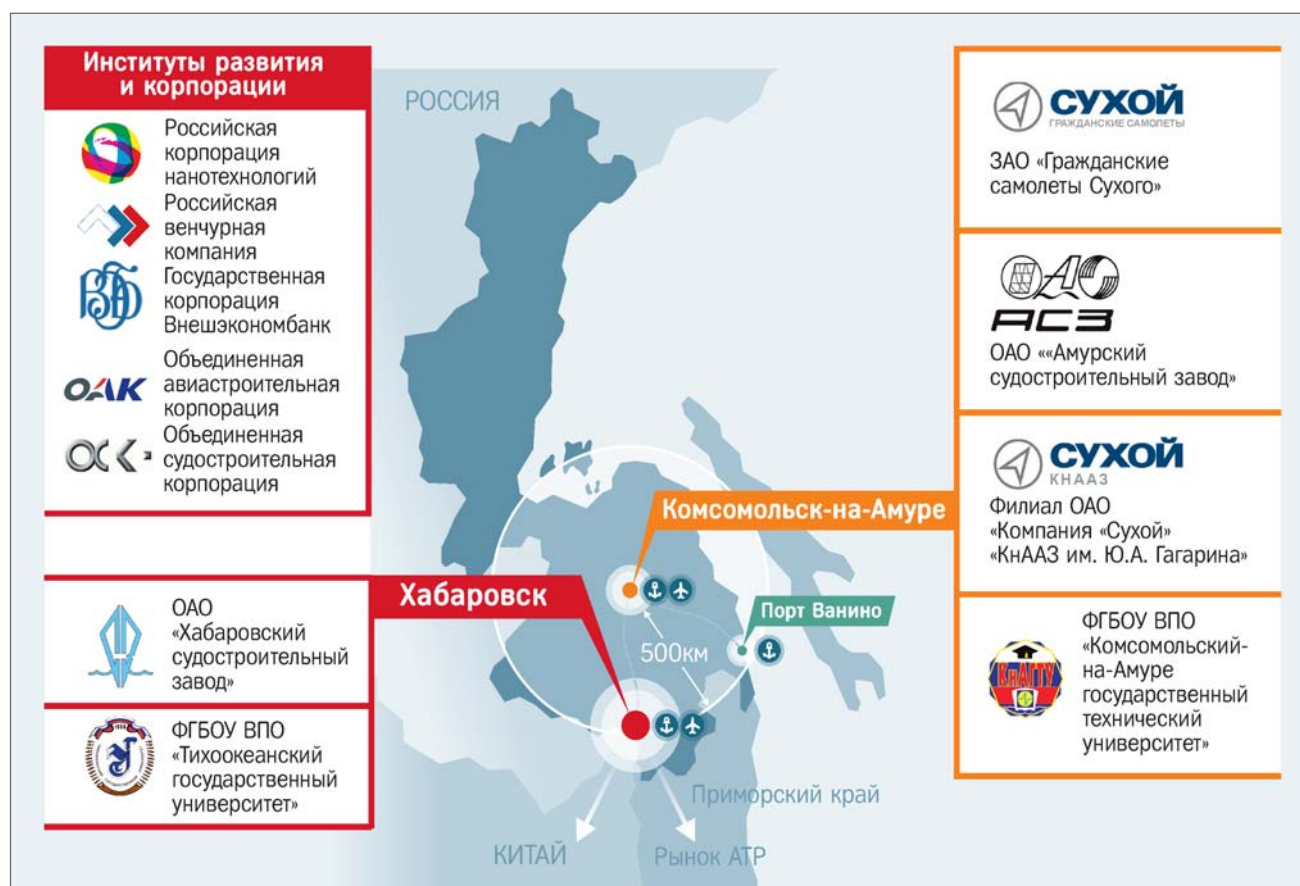 Институты развития
и корпорации
Российская
корпорация
нанотехнологий
Российская
венчурная
компания
Государственная
корпорация
Внешэкономбанк
ОАК
Объединенная
авиастроительная
корпорация
ОСК
Объединенная
судостроительная
корпорация
ОАО
«Хабаровский
судостроительный
завод»
ФГБОУ ВПО
«Тихоокеанский
государственный
университет»
РОССИЯ
Комсомольск-на-Амуре
Хабаровск
Порт Ванино
500км
Приморский край
КИТАЙ
Рынок АТР
СУХОЙ
ГРАЖДАНСКИЕ САМОЛЕТЫ
ЗАО «Гражданские
самолеты Сухого»
ОАО
АСЗ
ОАО ««Амурский
судостроительный завод»
СУХОЙ
КНААЗ
Филиал ОАО
«Компания «Сухой»
«КнААЗ им. Ю.А. Гагарина»
КнАГТУ
ФГБОУ ВПО
«Комсомольский-
на-Амуре
государственный
технический
университет»